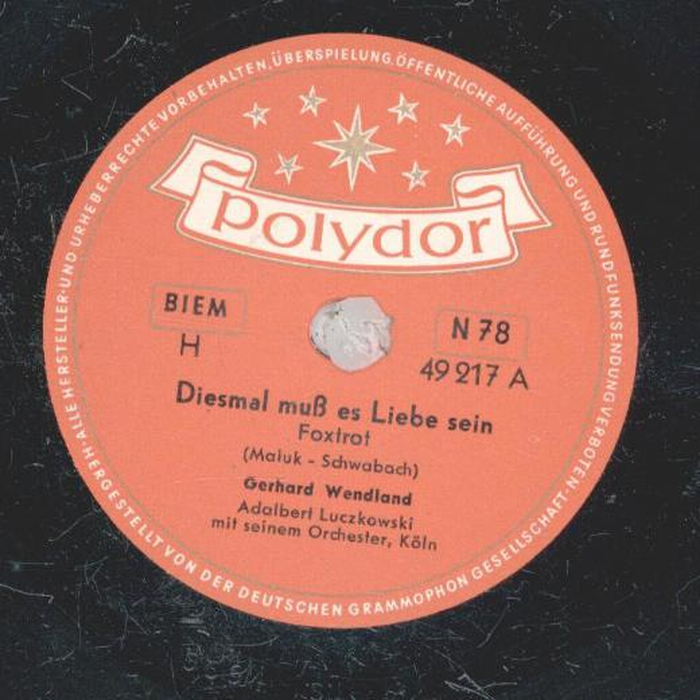 ALLE HERSTELLER- UND URHEBERRECHTE VORBEHALTEN. ÜBERSPIELUNG. ÖFFENTLICHE AUFFÜHRUNG UND RUNDFUNKSENDUNG VERBOTEN.
polydor
BIEM
N 78
H
49 217 A
Diesmal muß es Liebe sein
Foxtrot
(Maluk - Schwabach)
Gerhard Wendland
Adalbert Luczkowski
mit seinem Orchester, Köln
HERGESTELLT VON DER DEUTSCHEN GRAMMOPHON GESELLSCHAFT